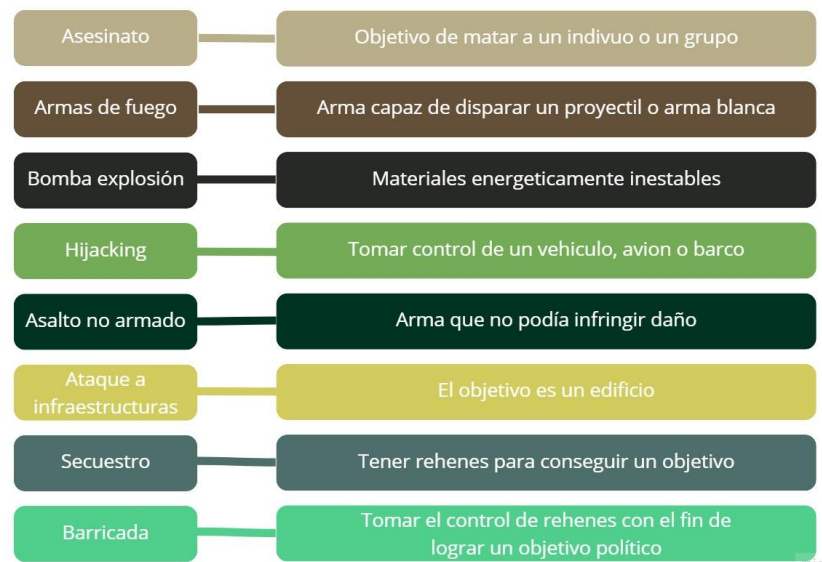 Asesinato
Objetivo de matar a un indivuo o un grupo
Armas de fuego
Arma capaz de disparar un proyectil o arma blanca
Bomba explosión
Materiales energeticamente inestables
Hijacking
Tomar control de un vehiculo, avion o barco
Asalto no armado
Arma que no podía infringir daño
Ataque a
infraestructuras
El objetivo es un edificio
Secuestro
Tener rehenes para conseguir un objetivo
Barricada
Tomar el control de rehenes con el fin de
lograr un objetivo político